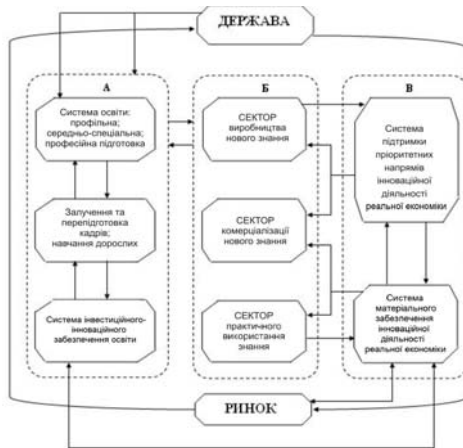 ДЕРЖАВА
А
Система освіти:
профільна;
середньо-спеціальна;
професійна підготовка
Залучення та
перепідготовка
кадрів;
навчання дорослих
Система інвестиційного-
інноваційного
забезпечення освіти
Б
СЕКТОР
виробництва
нового знання
СЕКТОР
комерціалізації
нового знання
СЕКТОР
практичного
використання
знання
В
Система
підтримки
пріоритетних
напрямів
інноваційної
діяльності
реальної економіки
Система
матеріального
забезпечення
інноваційної
діяльності
реальної економіки
РИНОК